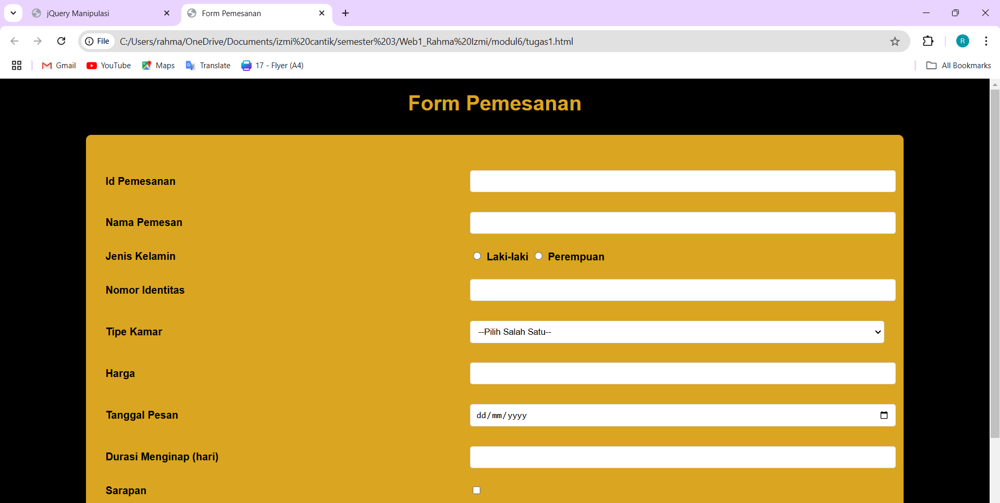 jQuery Manipulasi
Form Pemesanan
File
C:/Users/rahma/OneDrive/Documents/izmi%20cantik/semester%203/Web1_Rahma%20Izmi/modul6/tugas1.html
R
Gmail
YouTube
Maps
Translate
17 - Flyer (A4)
All Bookmarks
Form Pemesanan
Id Pemesanan
Nama Pemesan
Jenis Kelamin
Laki-laki
Perempuan
Nomor Identitas
Tipe Kamar
--Pilih Salah Satu--
Harga
Tanggal Pesan
dd/mm/yyyy
Durasi Menginap (hari)
Sarapan